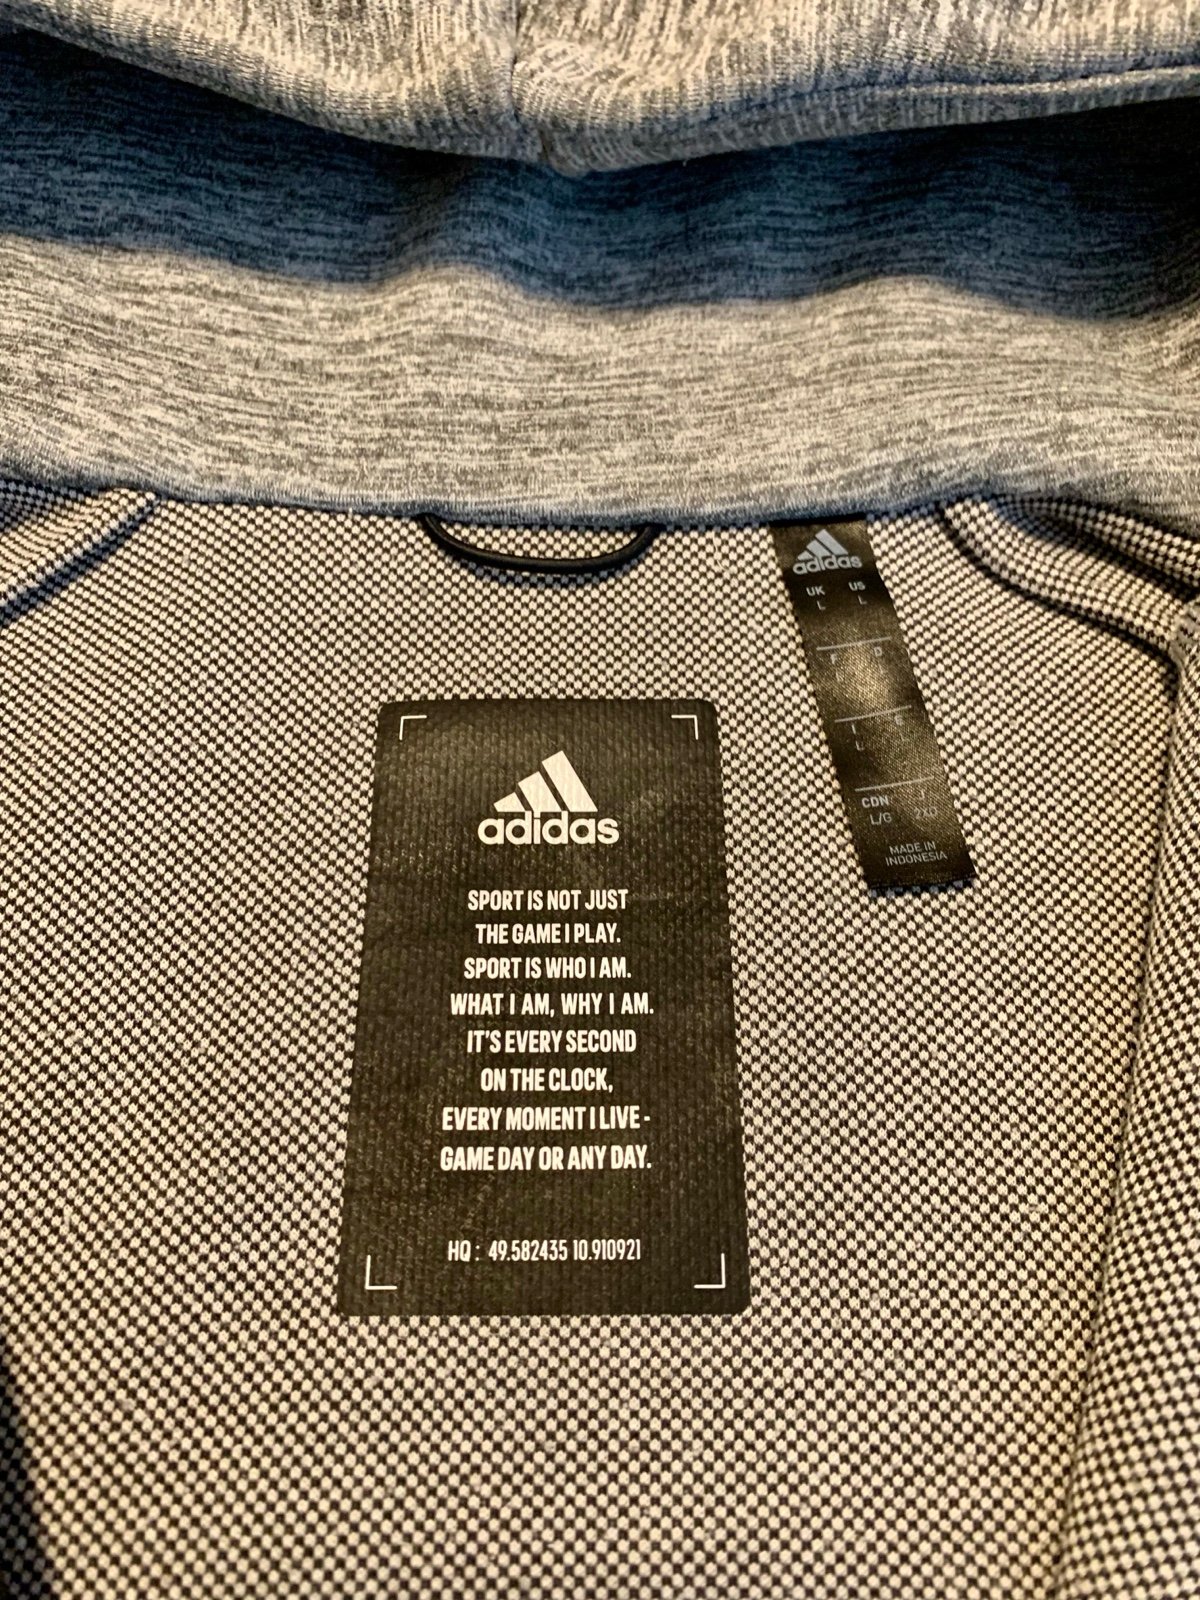 adidas
UK US
L L
F D
I E
L
CDN J
L/G 2XO
MADE IN
INDONESIA
adidas
SPORT IS NOT JUST
THE GAME I PLAY.
SPORT IS WHO I AM.
WHAT I AM, WHY I AM.
IT'S EVERY SECOND
ON THE CLOCK,
EVERY MOMENT I LIVE -
GAME DAY OR ANY DAY.
HQ : 49.582435 10.910921